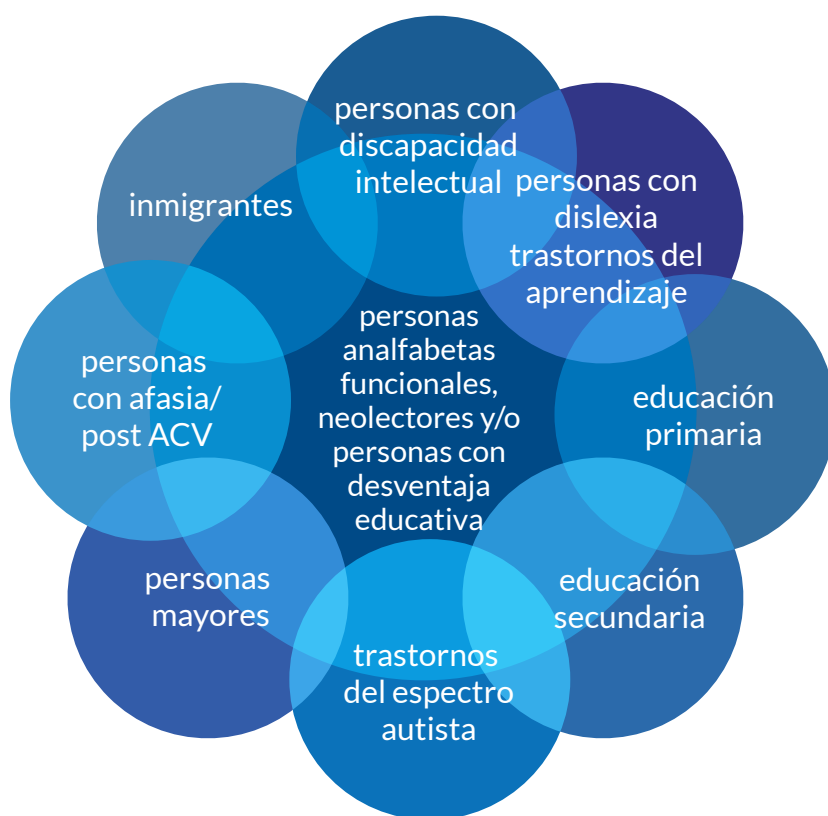 personas con
discapacidad
intelectual
personas con
dislexia
trastornos del
aprendizaje
inmigrantes
personas
analfabetas
funcionales,
neolectores y/o
personas con
desventaja
educativa
personas
con afasia/
post ACV
educación
primaria
personas
mayores
educación
secundaria
trastornos
del espectro
autista